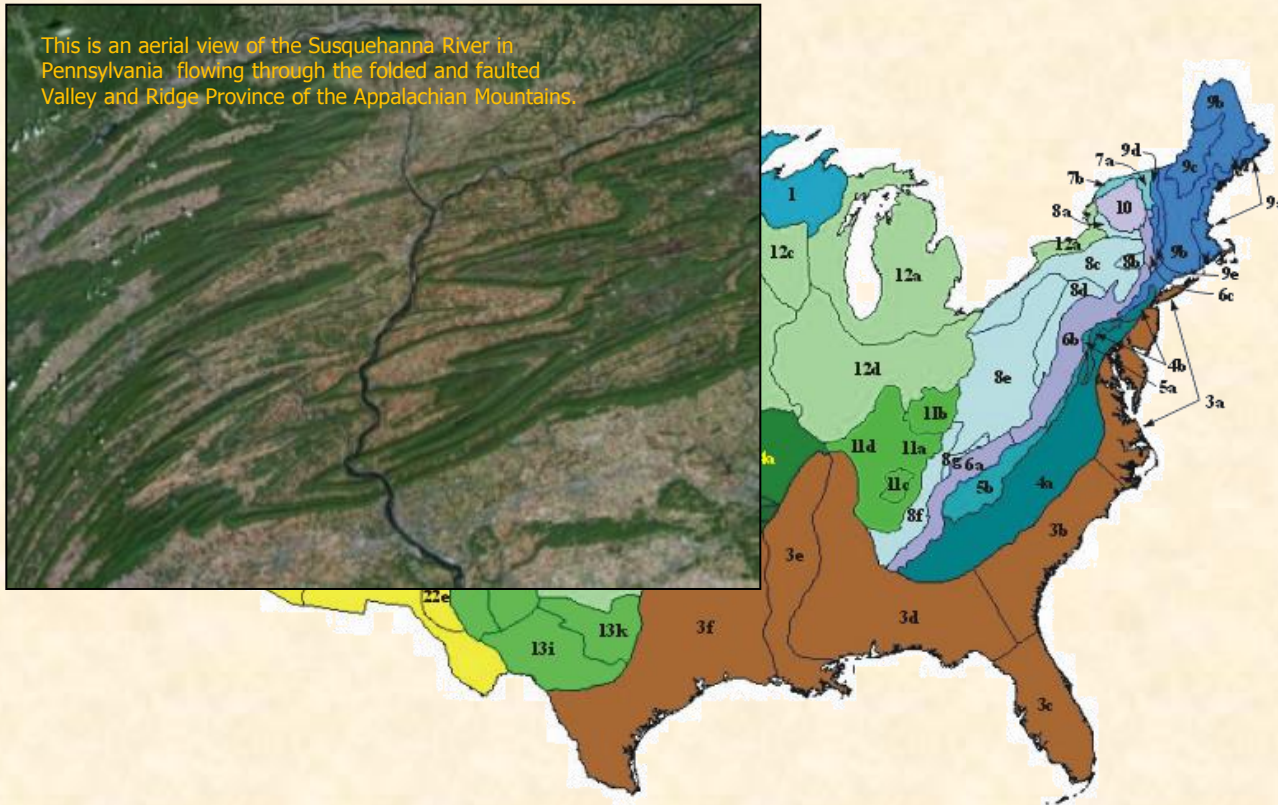 This is an aerial view of the Susquehanna River in
Pennsylvania flowing through the folded and faulted
Valley and Ridge Province of the Appalachian Mountains.
9b
9d
7a
9c
7b
1
10
8a
12a
9b
12c
8c
8b
9e
12a
8d
6c
6b
4b
12d
8e
5a
3a
11b
11d
11a
8g
6a
4a
11c
5b
8f
3b
3e
22e
3f
3d
13k
13i
3c